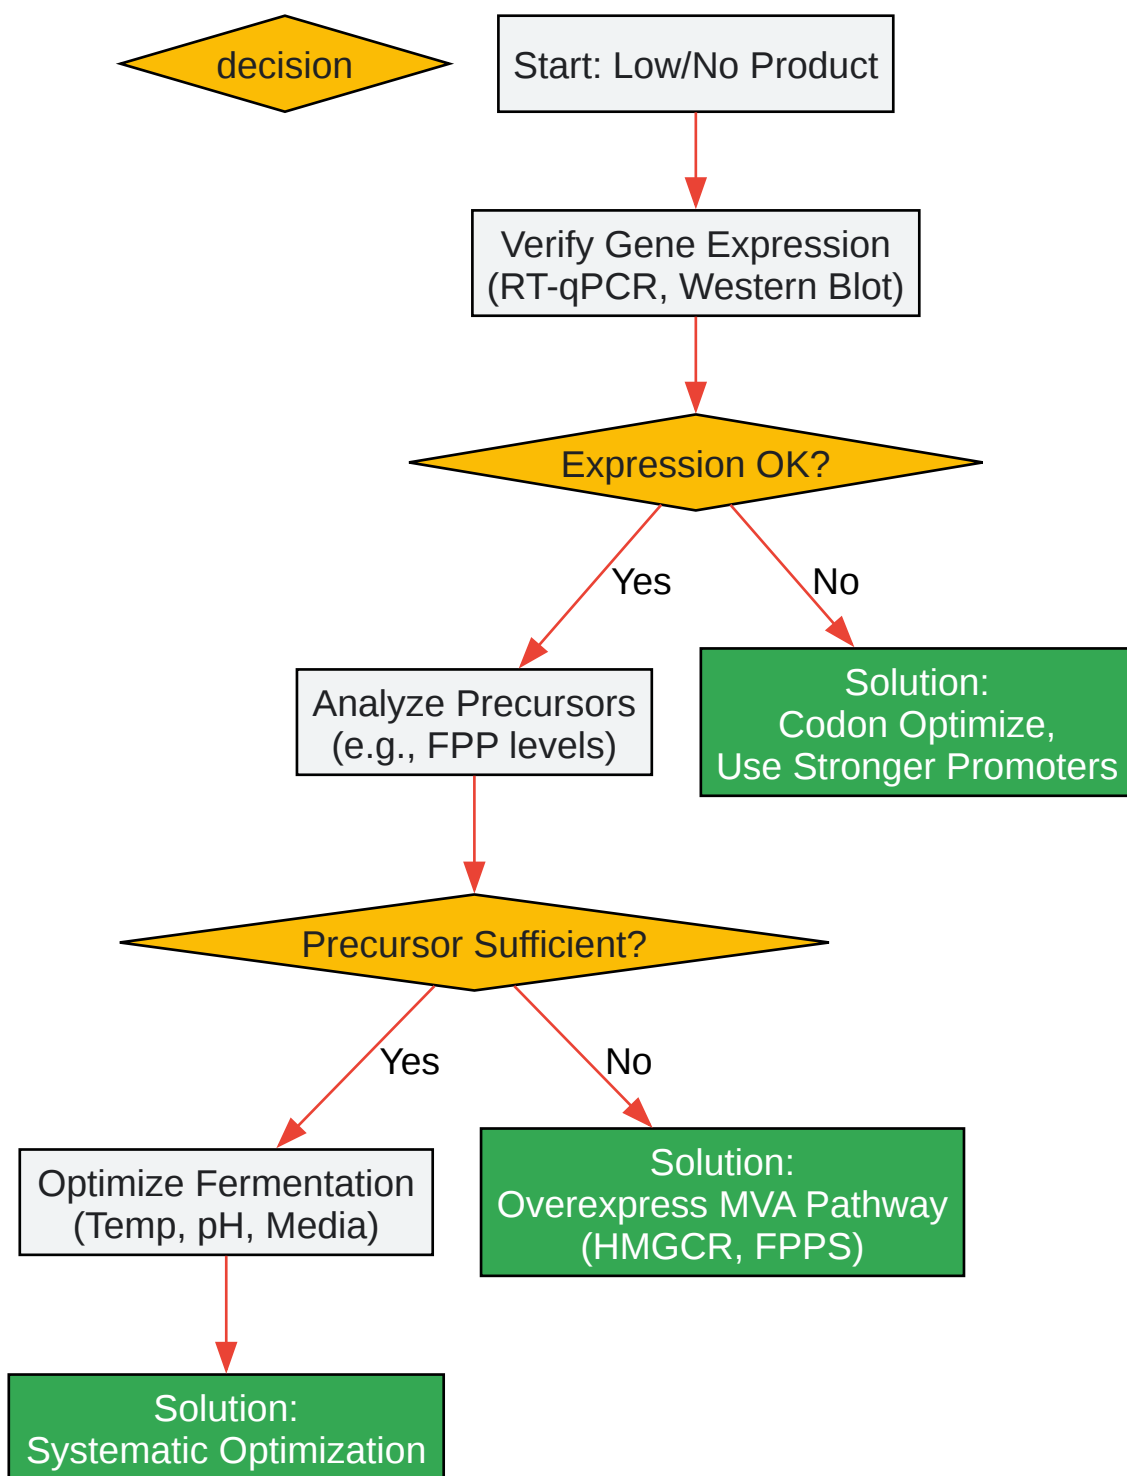 decision
Start: Low/No Product
Verify Gene Expression
(RT-qPCR, Western Blot)
Expression OK?
Yes
No
Analyze Precursors
(e.g., FPP levels)
Solution:
Codon Optimize,
Use Stronger Promoters
Precursor Sufficient?
Yes
No
Optimize Fermentation
(Temp, pH, Media)
Solution:
Overexpress MVA Pathway
(HMGCR, FPPS)
Solution:
Systematic Optimization